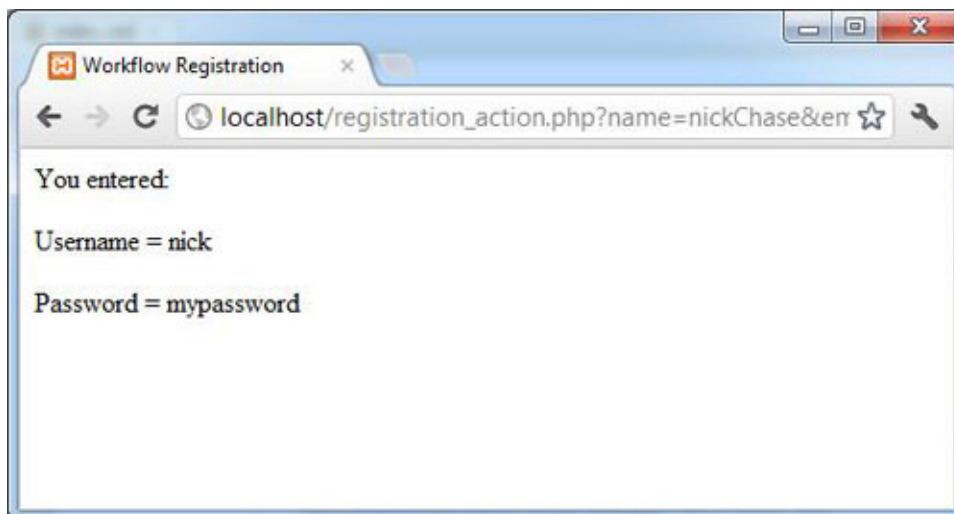 Workflow Registration
localhost/registration_action.php?name=nickChase&em
You entered:
Username = nick
Password = mypassword